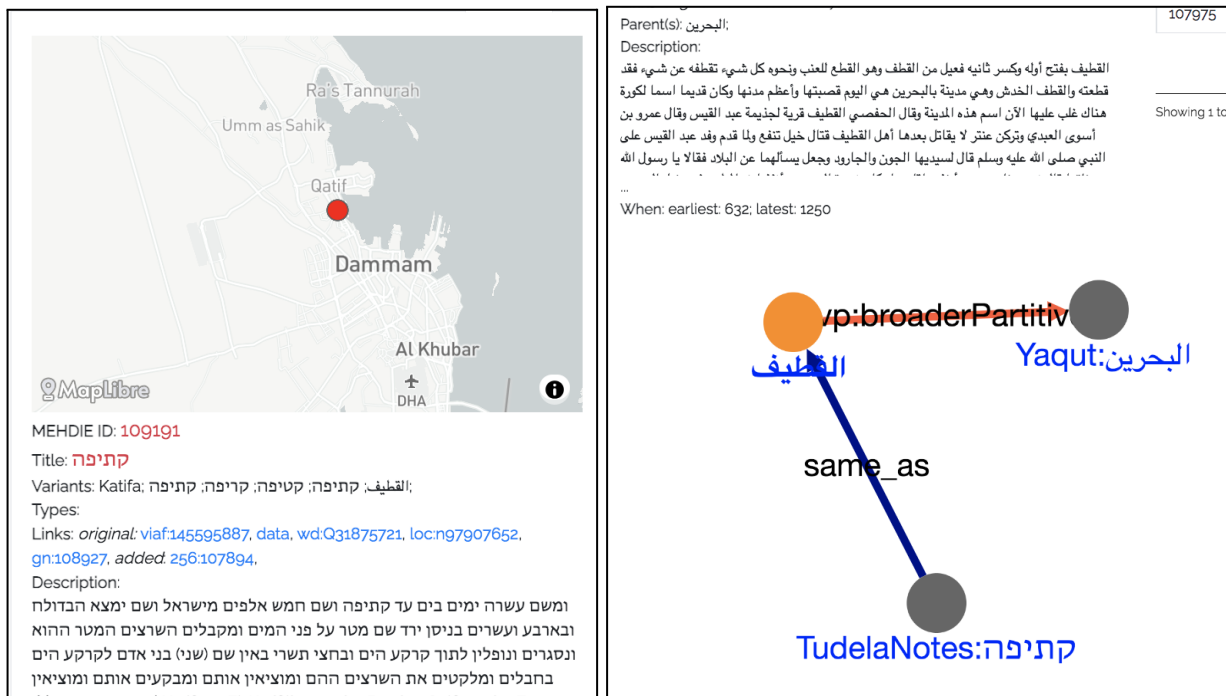 Ra's Tannurah
Umm as Sahik
Qatif
Dammam
Al Khubar
DHA
MapLibre
MEHDIE ID: 109191
Title: קתיפה
Variants: Katifa; קתיפה; קריפה; קטיפה; קתיפה; القطيف;
Types:
Links: original: viaf:145595887, data, wd:Q31875721, loc:n97907652,
gn:108927, added: 256:107894,
Description:
ומשם עשרה ימים בים עד קתיפה ושם חמש אלפים מישראל ושם ימצא הבדולח
ובארבע ועשרים בניסן ירד שם מטר על פני המים ומקבלים השרצים המטר ההוא
ונסגרים ונופלין לתוך קרקע הים ובחצי תשרי באין שם (שני) בני אדם לקרקע הים
בחבלים ומלקטים את השרצים ההם ומוציאין אותם ומבקעים אותם ומוציאין
Parent(s): البحرين;
Description:
القطيف بفتح أوله وكسر ثانيه فعيل من القطف وهو القطع للعنب ونحوه كل شيء تقطفه عن شيء فقد
قطعته والقطف الخدش وهي مدينة بالبحرين هي اليوم قصبتها وأعظم مدنها وكان قديما اسما لكورة
هناك غلب عليها الآن اسم هذه المدينة وقال الحفصي القطيف قرية لجذيمة عبد القيس وقال عمرو بن
أسوى العبدي وتركن عنتر لا يقاتل بعدها أهل القطيف قتال خيل تنفع ولما قدم وفد عبد القيس على
النبي صلى الله عليه وسلم قال لسيديها الجون والجارود وجعل يسألهما عن البلاد فقالا يا رسول الله
...
When: earliest: 632; latest: 1250
107975
Showing 1 to
vp:broaderPartitiv
القطيف
Yaqut:البحرين
same_as
TudelaNotes:קתיפה